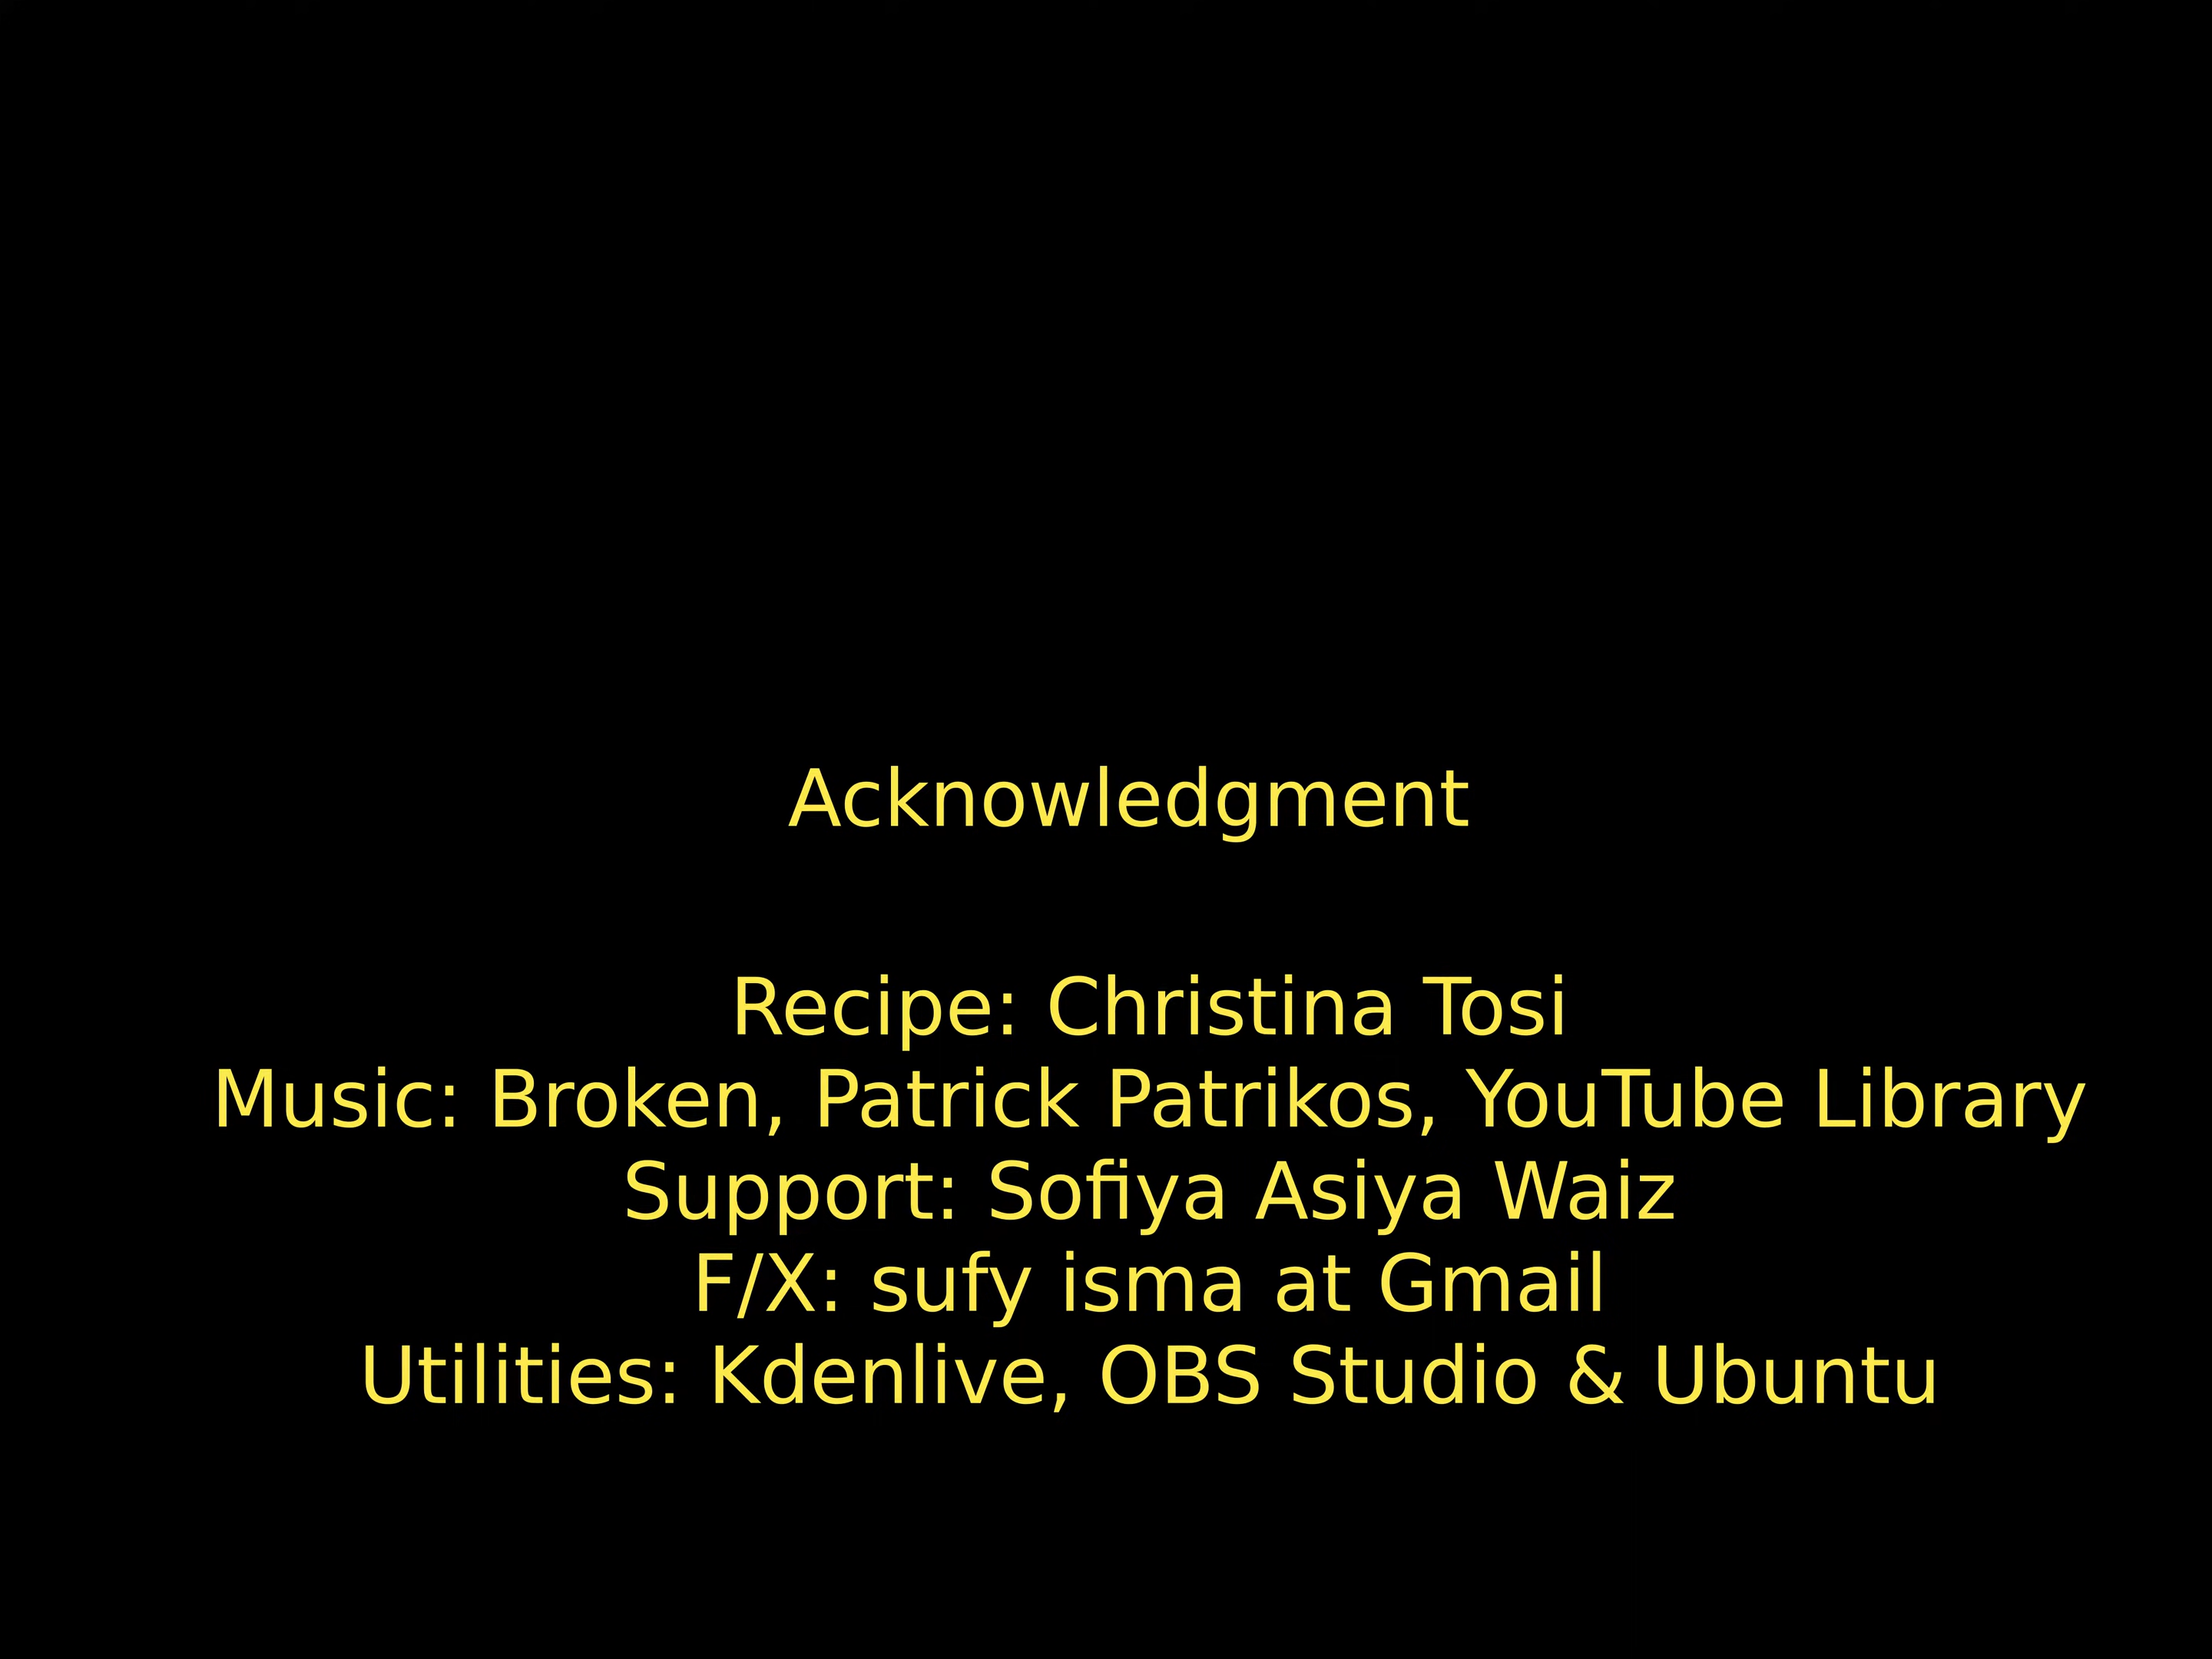 Acknowledgment
Recipe: Christina Tosi
Music: Broken, Patrick Patrikos, YouTube Library
Support: Sofiya Asiya Waiz
F/X: sufy isma at Gmail
Utilities: Kdenlive, OBS Studio & Ubuntu